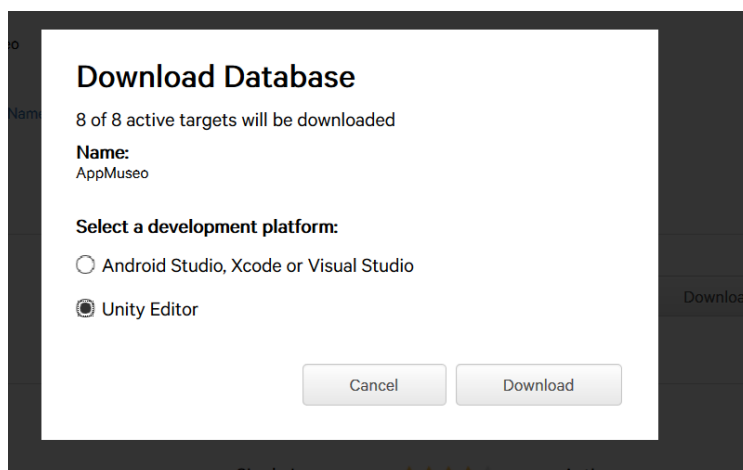 Download Database
8 of 8 active targets will be downloaded
Name:
AppMuseo
Select a development platform:
Android Studio, Xcode or Visual Studio
Unity Editor
Cancel
Download
Name